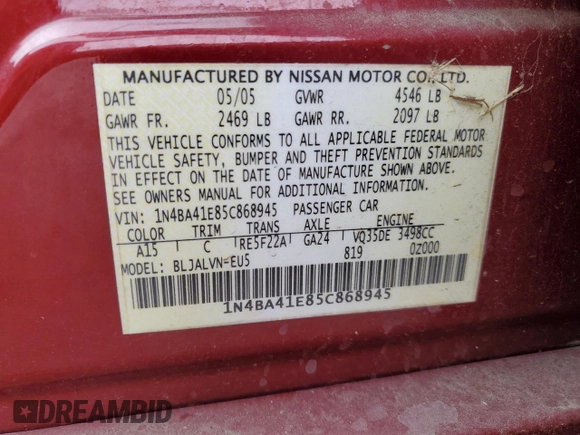 MANUFACTURED BY NISSAN MOTOR CO., LTD.
DATE 05/05 GVWR 4546 LB
GAWR FR. 2469 LB GAWR RR. 2097 LB
THIS VEHICLE CONFORMS TO ALL APPLICABLE FEDERAL MOTOR
VEHICLE SAFETY, BUMPER AND THEFT PREVENTION STANDARDS
IN EFFECT ON THE DATE OF MANUFACTURE SHOWN ABOVE.
SEE OWNERS MANUAL FOR ADDITIONAL INFORMATION.
VIN: 1N4BA41E85C868945 PASSENGER CAR
COLOR TRIM TRANS AXLE ENGINE
A15 C RE5F22A GA24 VQ35DE 3498CC
MODEL: BLJALVN-EU5 819 0Z000
1N4BA41E85C868945
DREAMBID